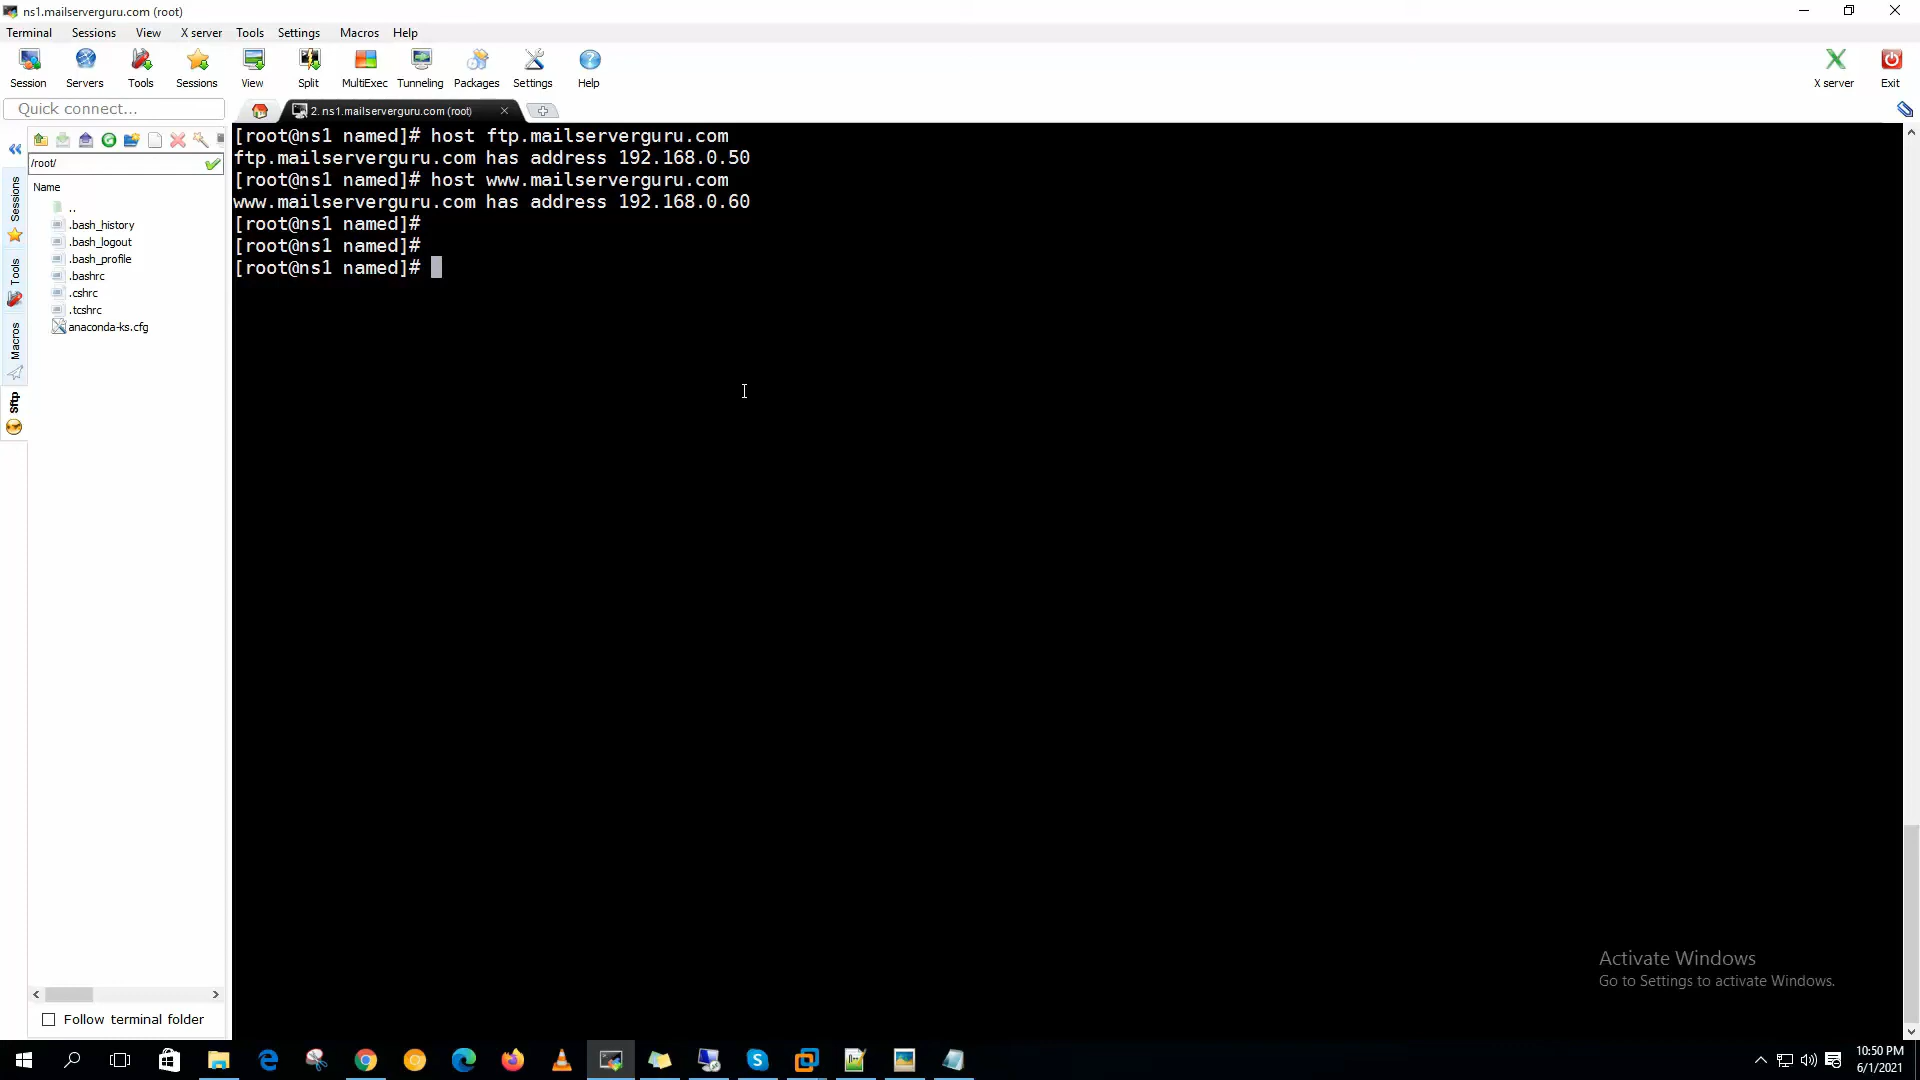 ns1.mailserverguru.com (root)
Terminal Sessions View X server Tools Settings Macros Help
Session Servers Tools Sessions View Split MultiExec Tunneling Packages Settings Help X server Exit
Quick connect...
2. ns1.mailserverguru.com (root)
/root/
Name
..
.bash_history
.bash_logout
.bash_profile
.bashrc
.cshrc
.tcshrc
anaconda-ks.cfg
Sessions
Tools
Macros
Sftp
Follow terminal folder
[root@ns1 named]# host ftp.mailserverguru.com
ftp.mailserverguru.com has address 192.168.0.50
[root@ns1 named]# host www.mailserverguru.com
www.mailserverguru.com has address 192.168.0.60
[root@ns1 named]#
[root@ns1 named]#
[root@ns1 named]#
Activate Windows
Go to Settings to activate Windows.
10:50 PM
6/1/2021